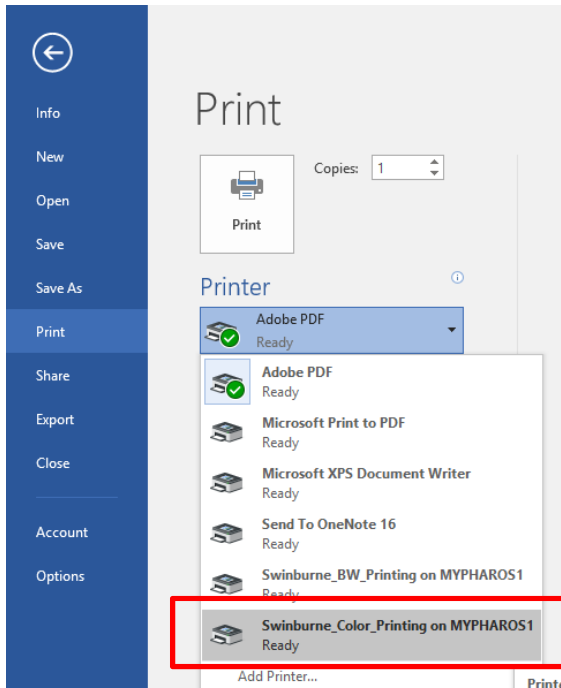 Info
New
Open
Save
Save As
Print
Share
Export
Close
Account
Options
Print
Print
Copies: 1
Printer
Adobe PDF
Ready
Adobe PDF
Ready
Microsoft Print to PDF
Ready
Microsoft XPS Document Writer
Ready
Send To OneNote 16
Ready
Swinburne_BW_Printing on MYPHAROS1
Ready
Swinburne_Color_Printing on MYPHAROS1
Ready
Add Printer...